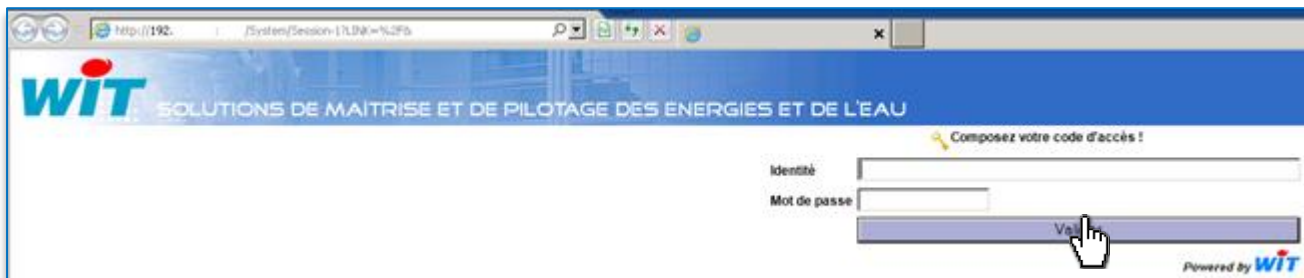 http://192. /System/Session-1?LINK=%2F&
WIT
SOLUTIONS DE MAÎTRISE ET DE PILOTAGE DES ENERGIES ET DE L'EAU
Composez votre code d'accès !
Identité
Mot de passe
Powered by WIT